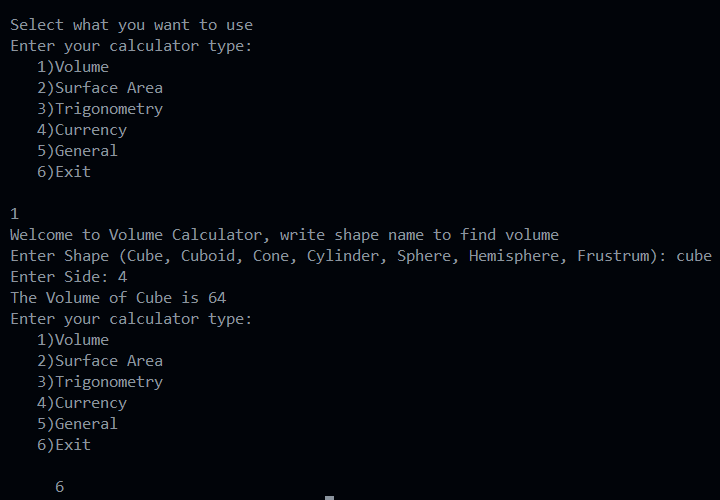 Select what you want to use
Enter your calculator type:
1)Volume
2)Surface Area
3)Trigonometry
4)Currency
5)General
6)Exit
1
Welcome to Volume Calculator, write shape name to find volume
Enter Shape (Cube, Cuboid, Cone, Cylinder, Sphere, Hemisphere, Frustrum): cube
Enter Side: 4
The Volume of Cube is 64
Enter your calculator type:
1)Volume
2)Surface Area
3)Trigonometry
4)Currency
5)General
6)Exit
6